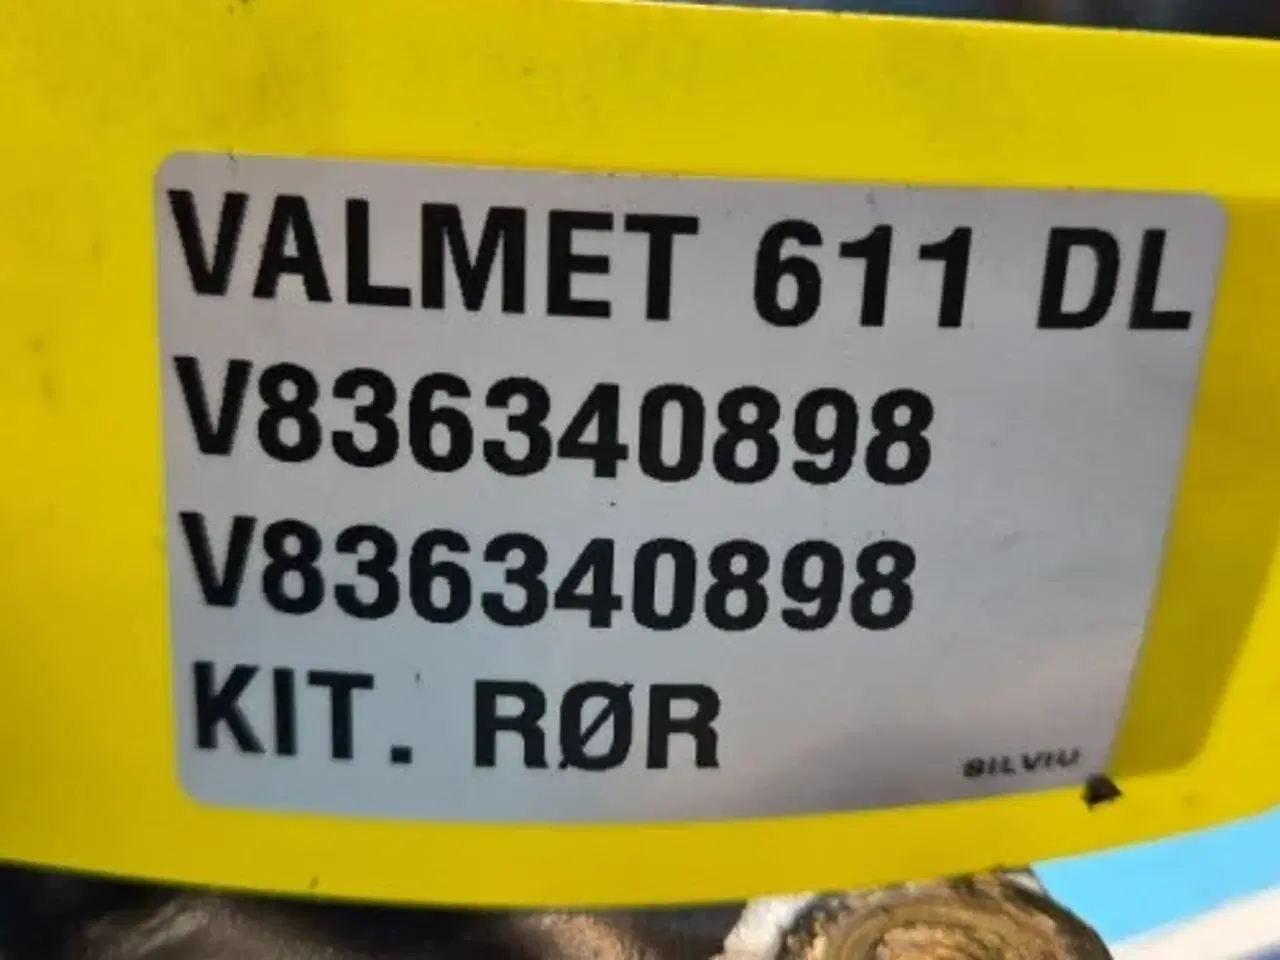 VALMET 611 DL
V836340898
V836340898
KIT. RØR
SILVIU